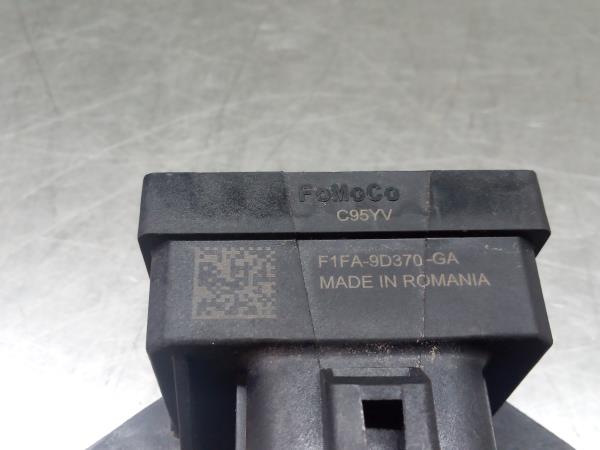 FoMoCo
C95YV
F1FA-9D370-GA
MADE IN ROMANIA